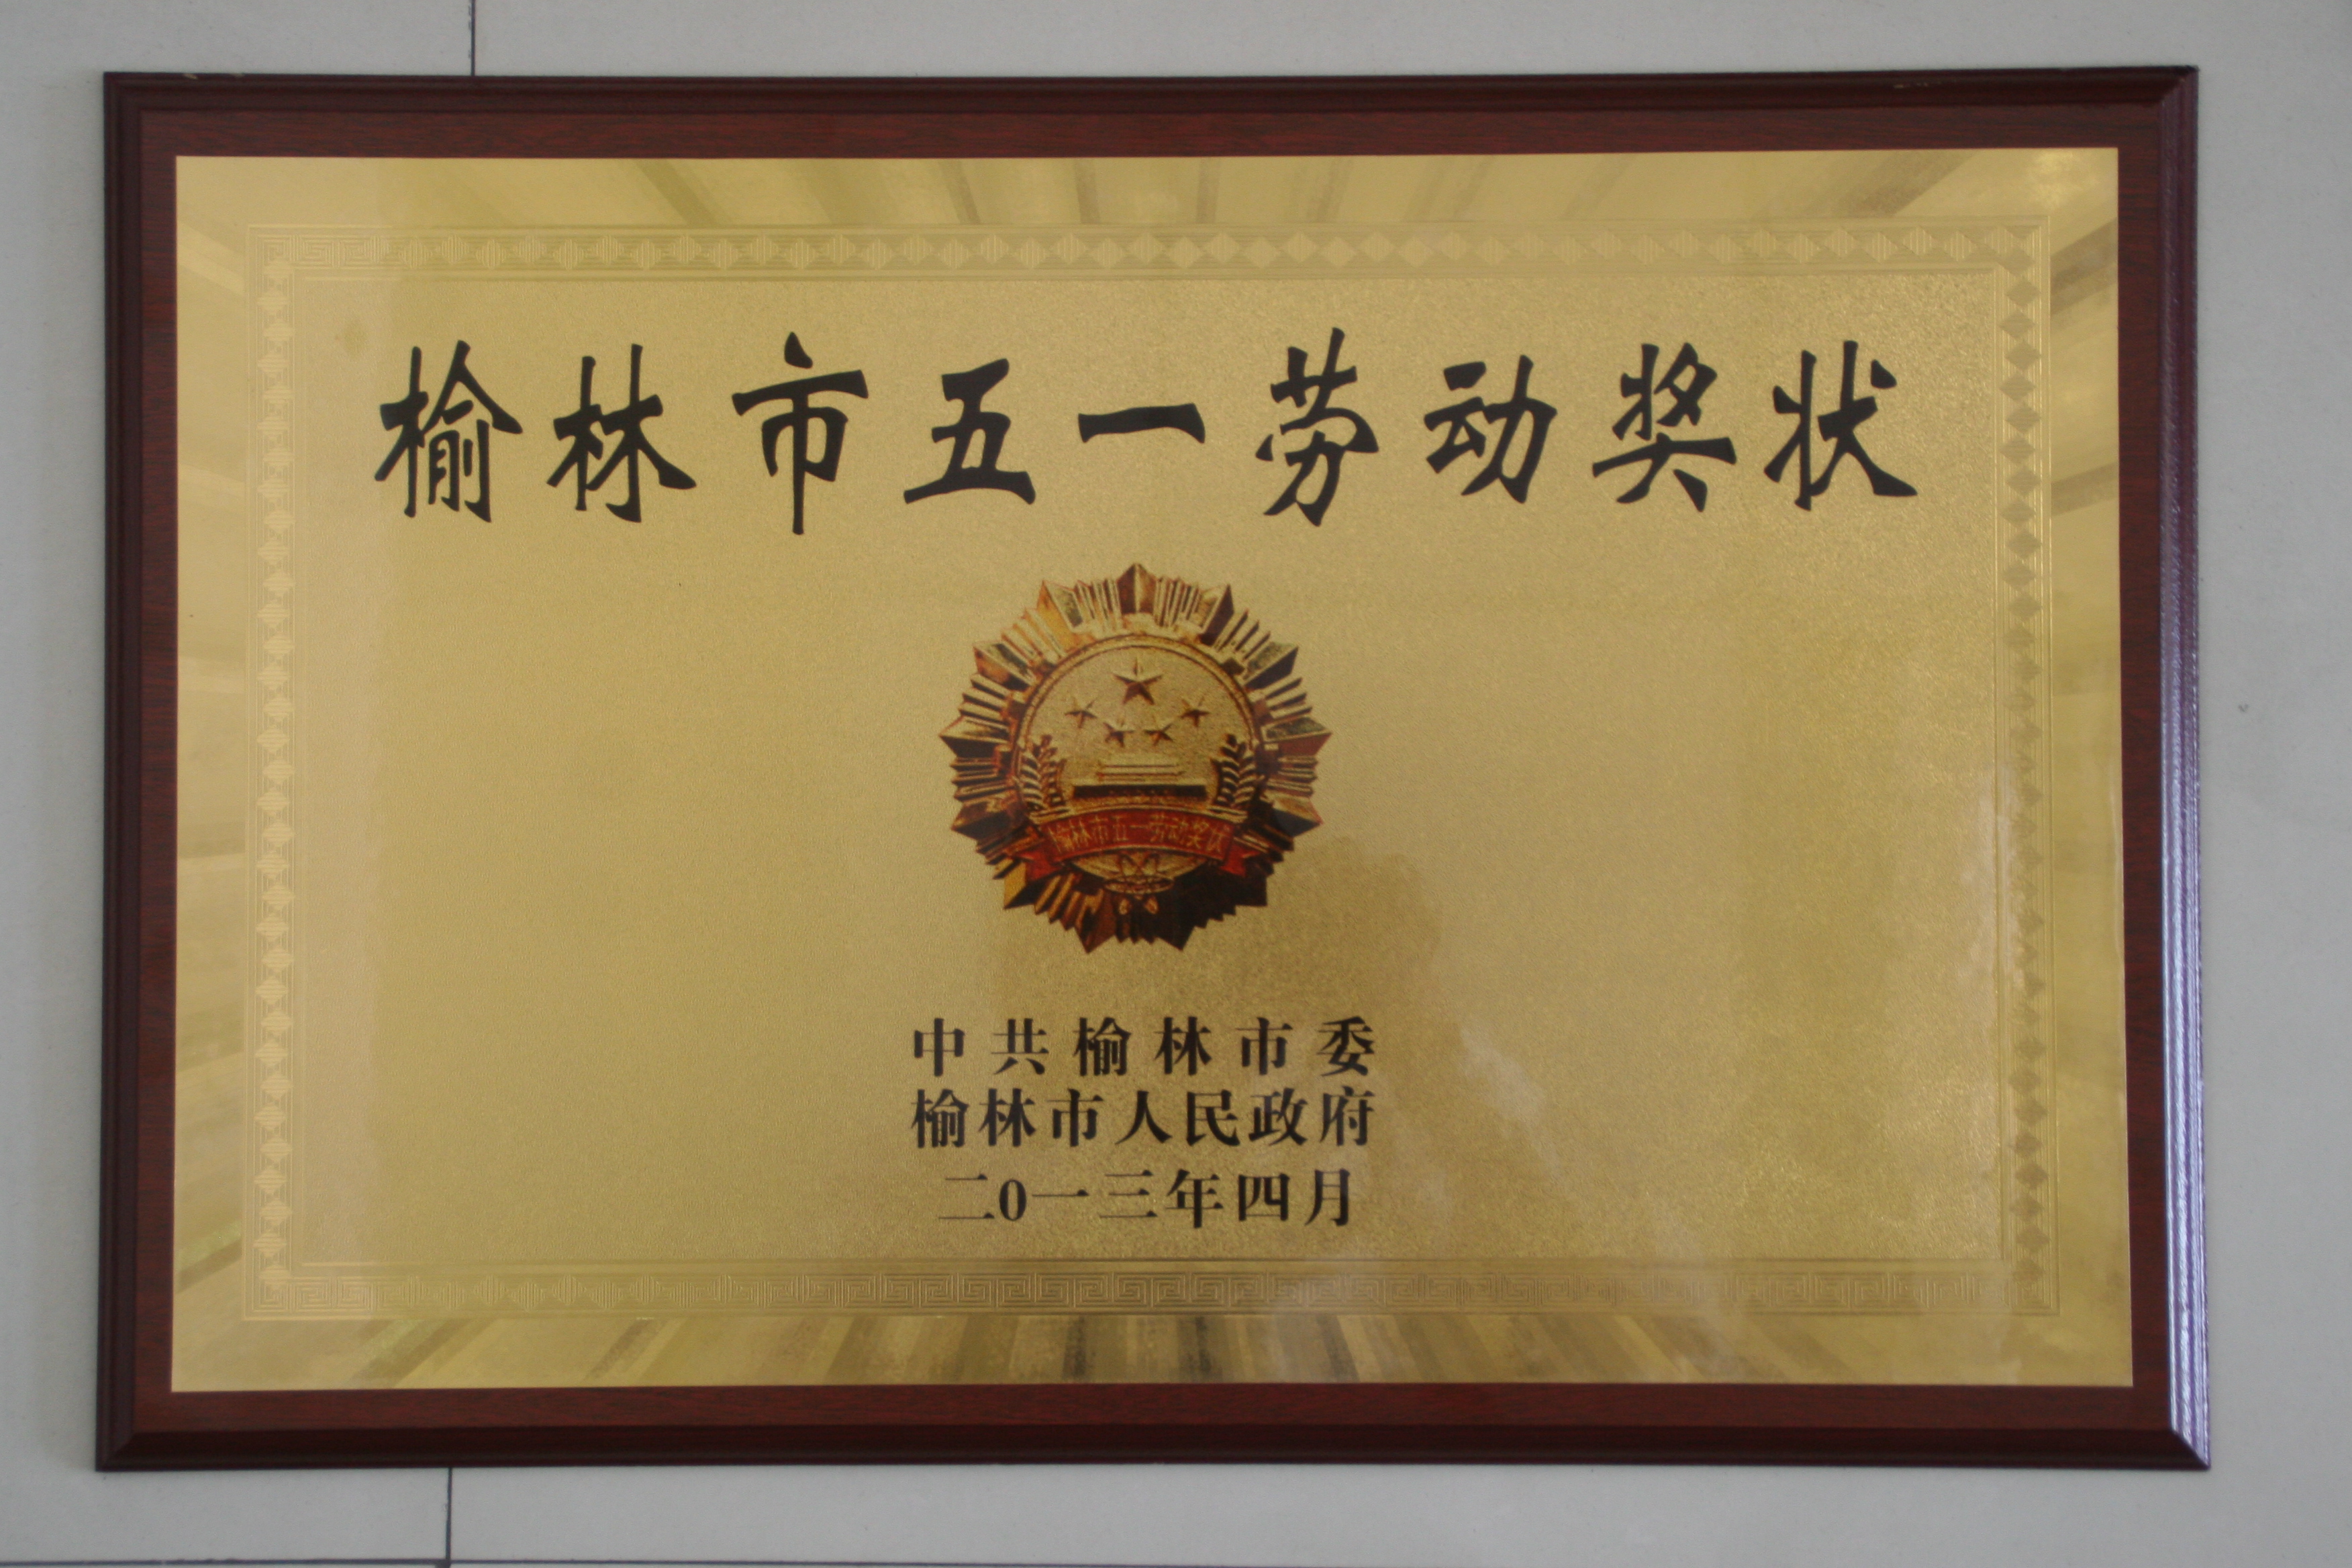 榆林市五一劳动奖状
榆林市五一劳动奖状
中共榆林市委
榆林市人民政府
二0一三年四月